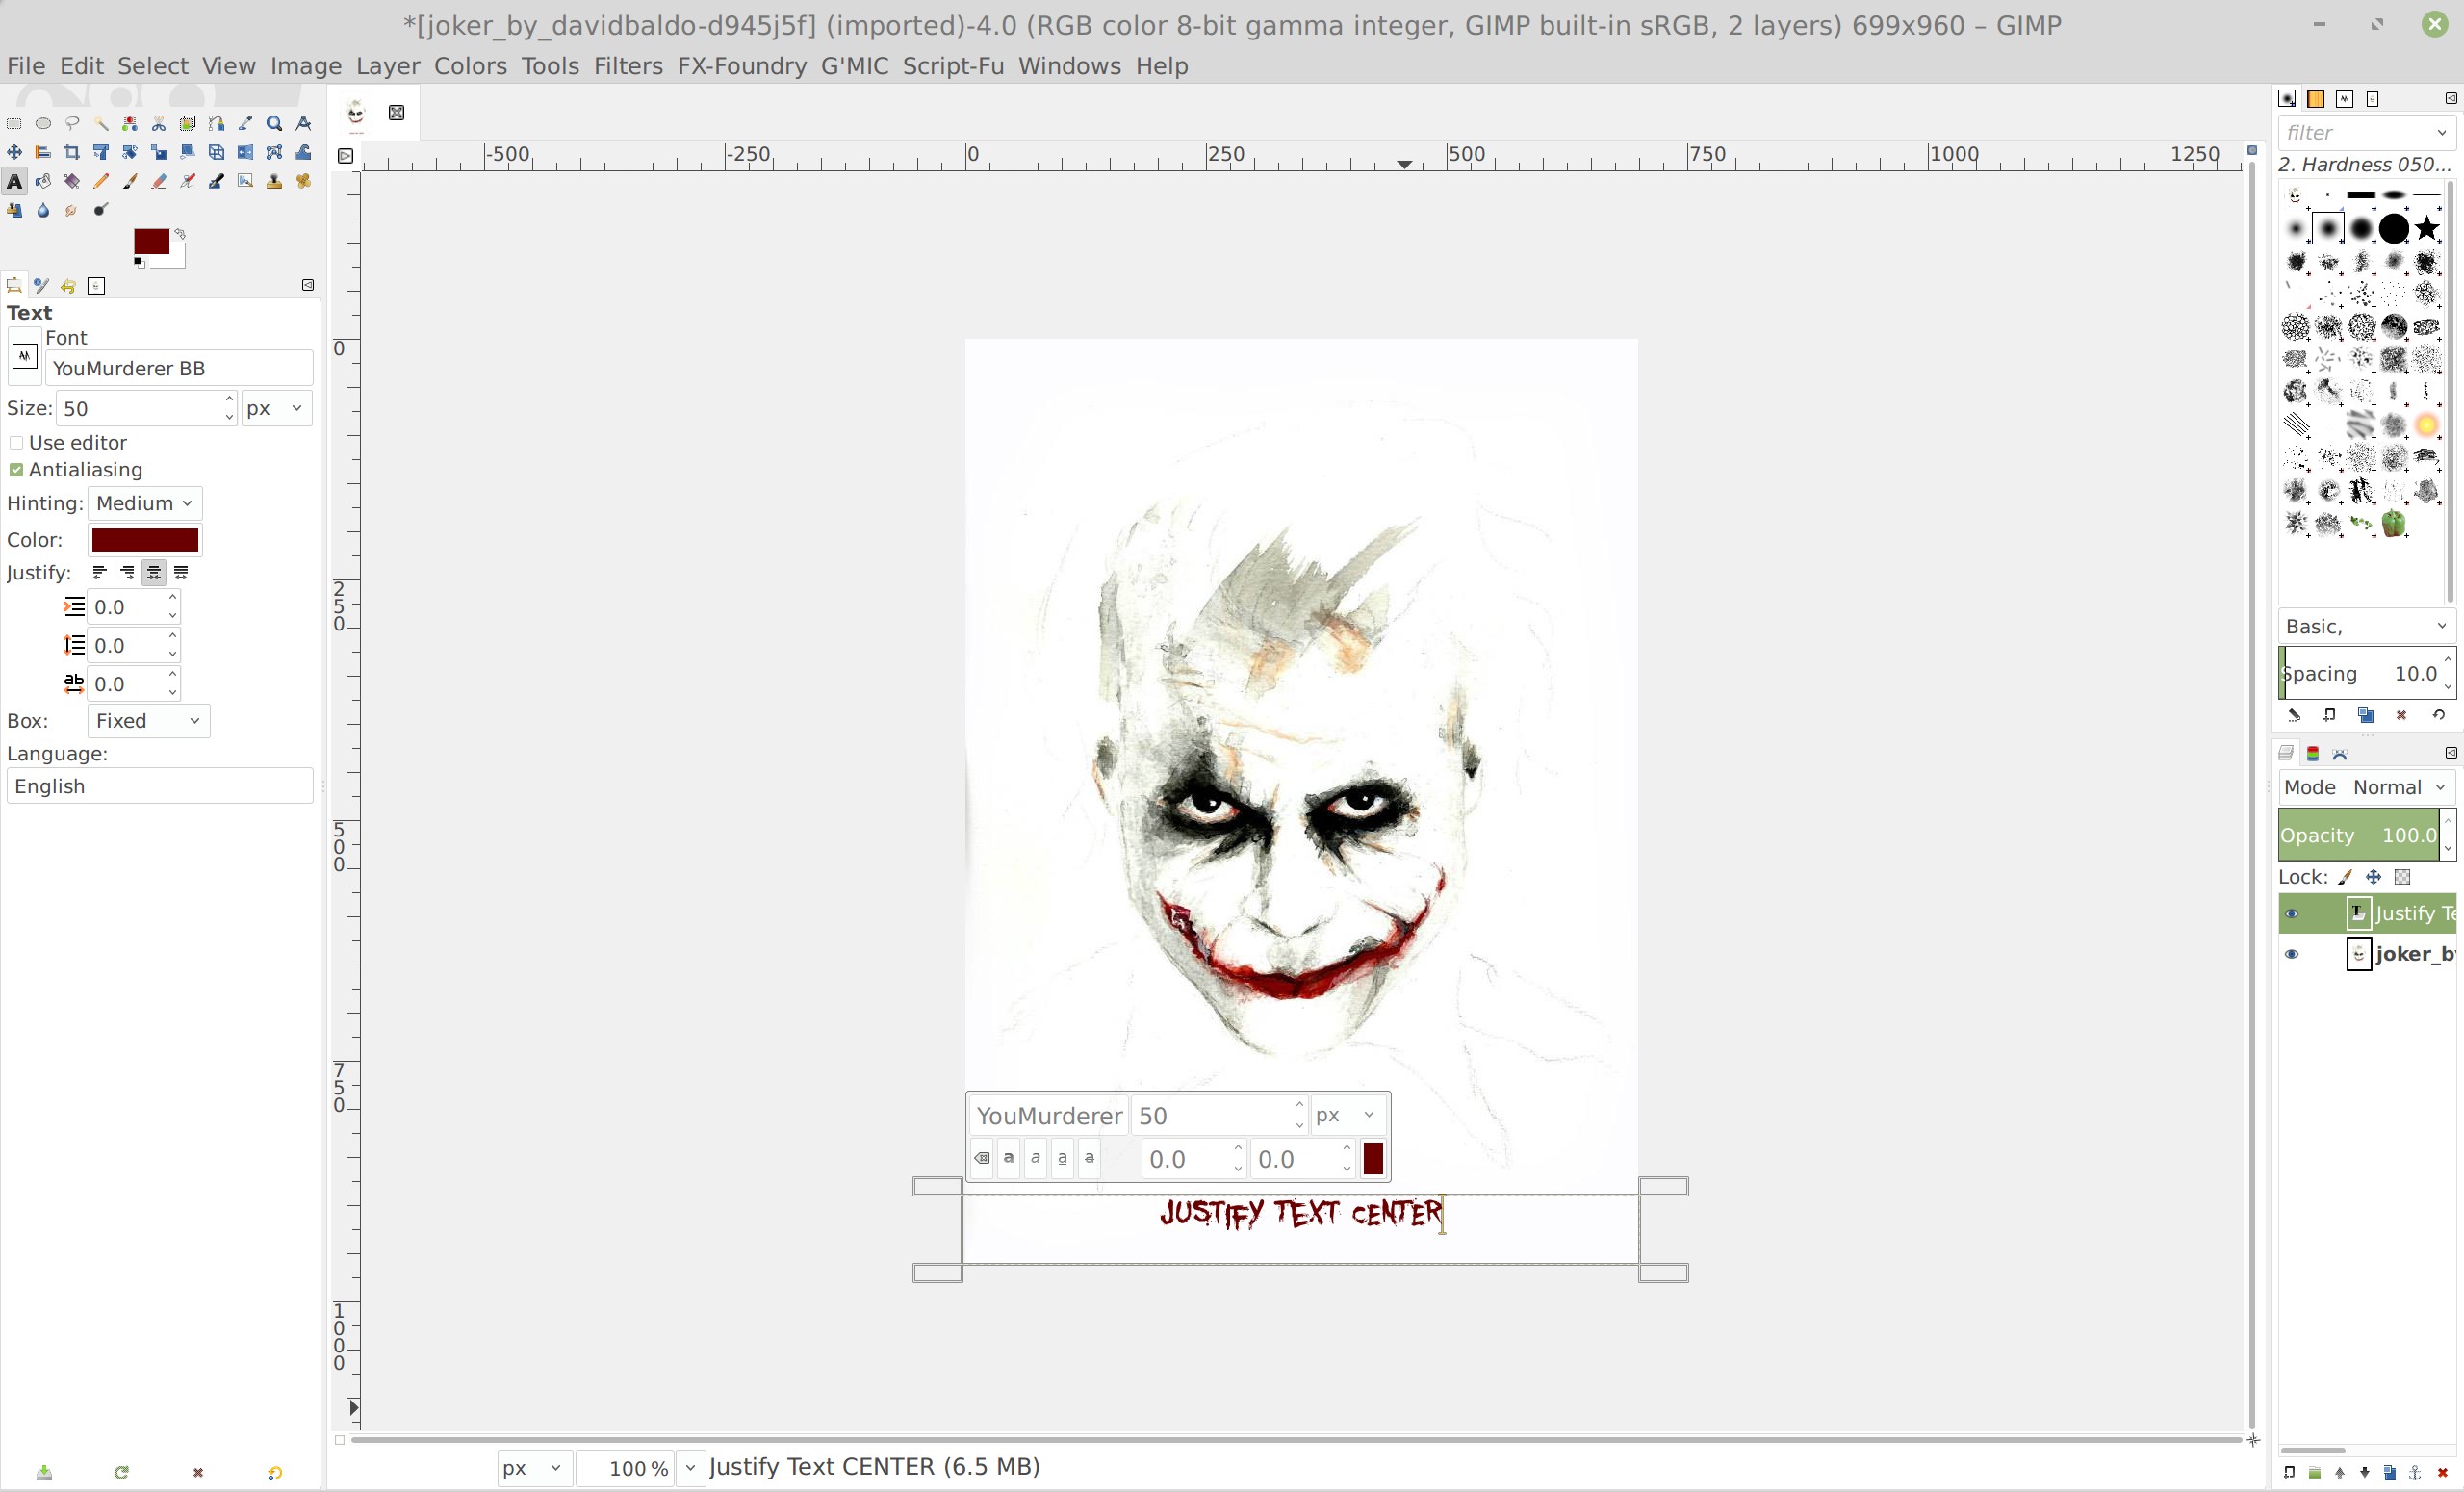 *[joker_by_davidbaldo-d945j5f] (imported)-4.0 (RGB color 8-bit gamma integer, GIMP built-in sRGB, 2 layers) 699x960 – GIMP
File Edit Select View Image Layer Colors Tools Filters FX-Foundry G'MIC Script-Fu Windows Help
-500 -250 0 250 500 750 1000 1250
filter
2. Hardness 050...
Text
Font
YouMurderer BB
Size: 50 px
Use editor
Antialiasing
Hinting: Medium
Color:
Justify:
0.0
0.0
ab 0.0
Box: Fixed
Language:
English
0
250
500
750
1000
YouMurderer 50 px
a a a a 0.0 0.0
JUSTIFY TEXT CENTER
px 100 % Justify Text CENTER (6.5 MB)
Basic,
Spacing 10.0
Mode Normal
Opacity 100.0
Lock:
Justify Te
joker_b